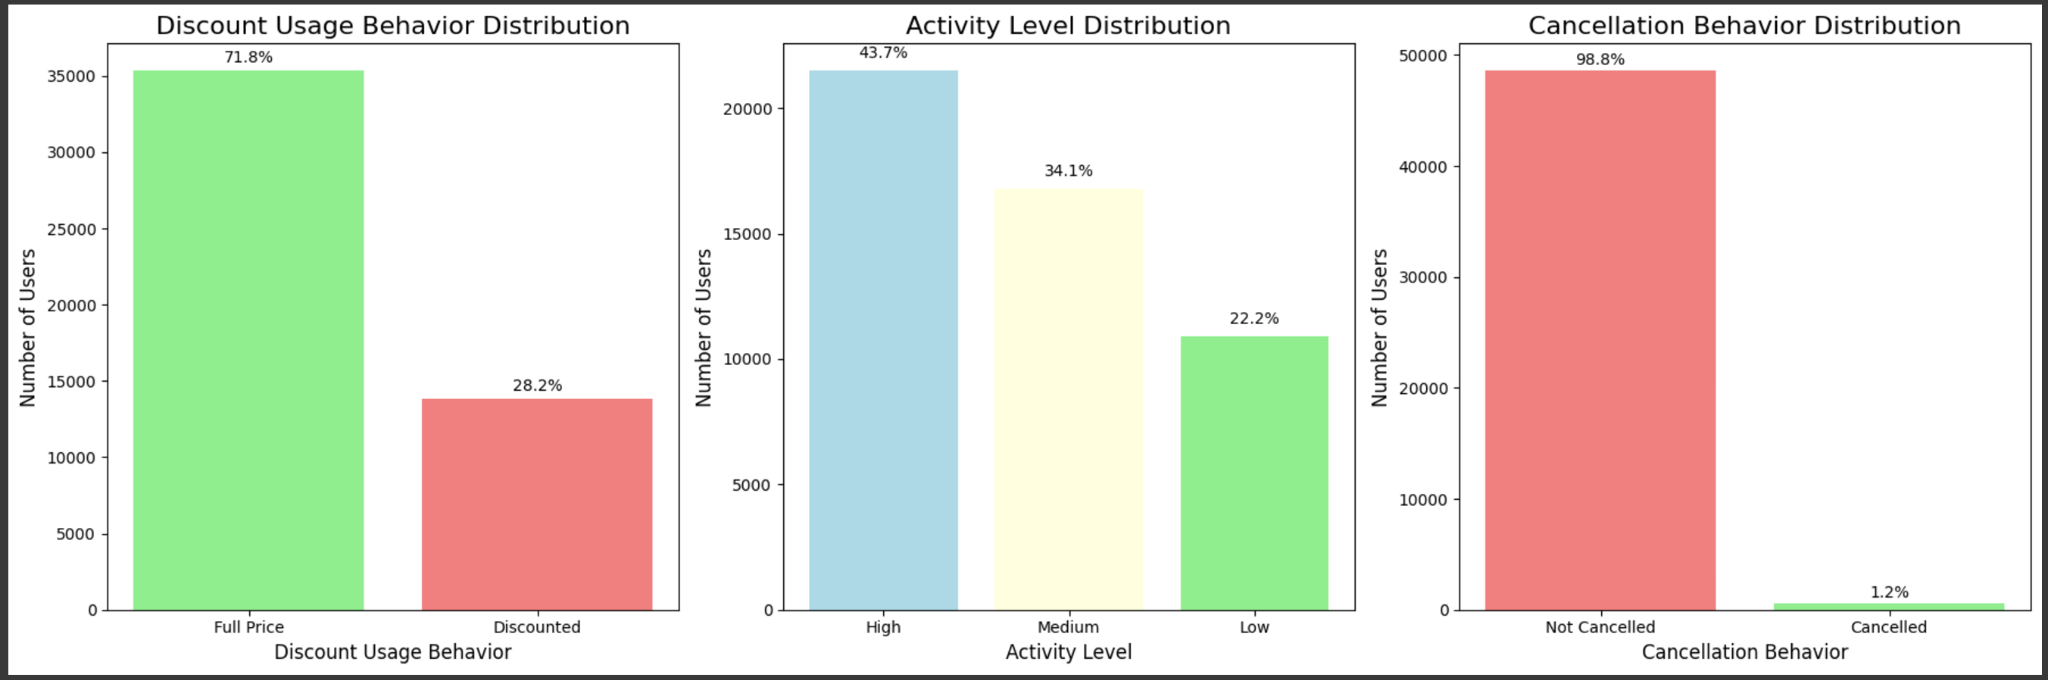 Discount Usage Behavior Distribution
71.8%
28.2%
35000
30000
25000
20000
15000
10000
5000
0
Number of Users
Full Price
Discounted
Discount Usage Behavior
Activity Level Distribution
43.7%
34.1%
22.2%
20000
15000
10000
5000
0
Number of Users
High
Medium
Low
Activity Level
Cancellation Behavior Distribution
98.8%
1.2%
50000
40000
30000
20000
10000
0
Number of Users
Not Cancelled
Cancelled
Cancellation Behavior